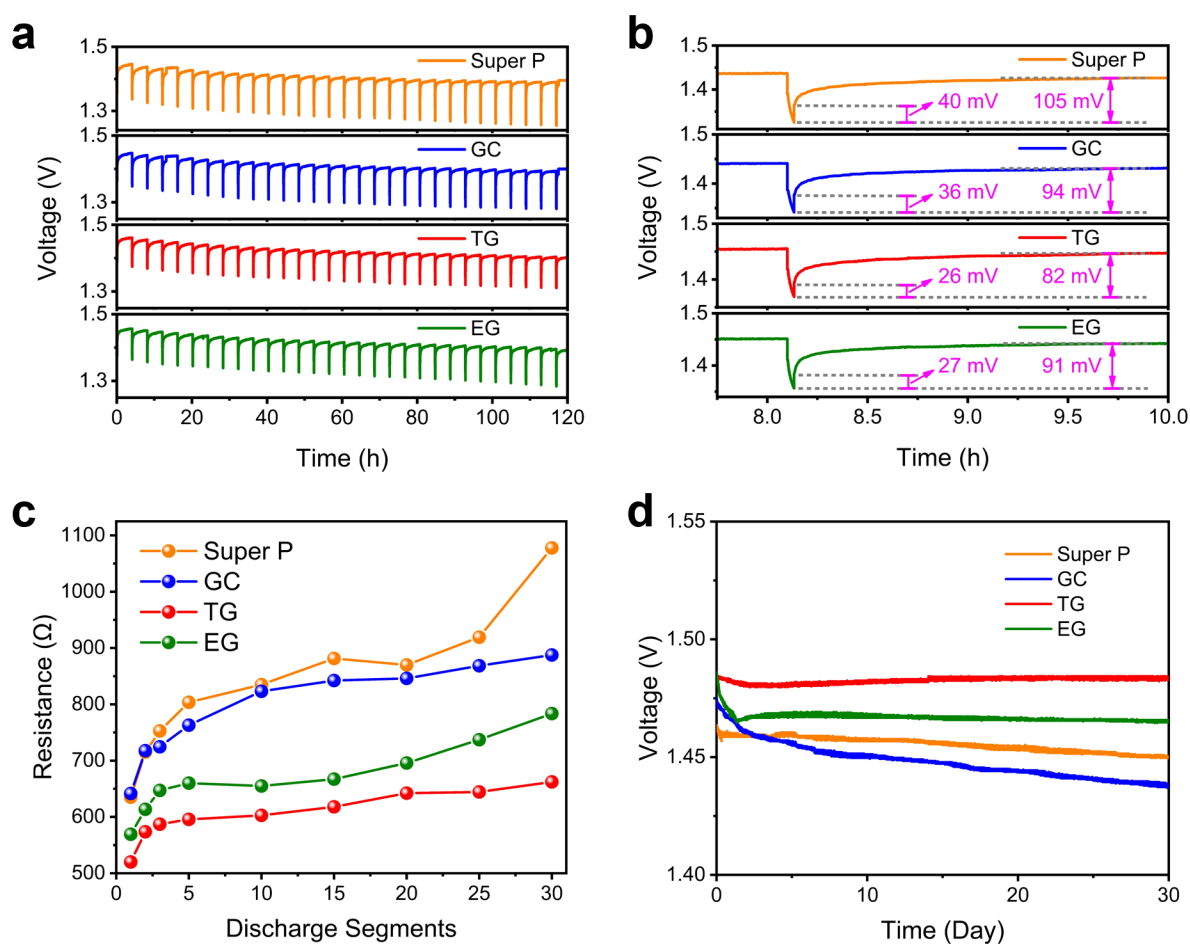 a
1.5
Super P
1.3
1.5
GC
1.3
1.5
TG
1.3
1.5
EG
1.3
0 20 40 60 80 100 120
Voltage (V)
Time (h)
b
1.5
Super P
1.4
40 mV 105 mV
1.5
GC
1.4
36 mV 94 mV
1.5
TG
1.4
26 mV 82 mV
1.5
EG
1.4
27 mV 91 mV
8.0 8.5 9.0 9.5 10.0
Voltage (V)
Time (h)
c
1100
1000
900
800
700
600
500
Super P
GC
TG
EG
0 5 10 15 20 25 30
Resistance (Ω)
Discharge Segments
d
1.55
1.50
1.45
1.40
Super P
GC
TG
EG
0 10 20 30
Voltage (V)
Time (Day)